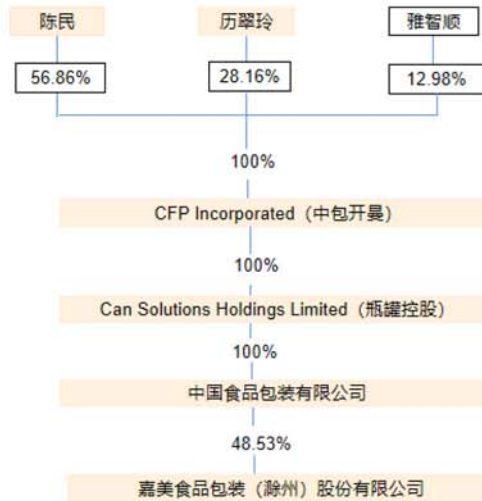 陈民
历翠玲
雅智顺
56.86%
28.16%
12.98%
100%
CFP Incorporated（中包开曼）
100%
Can Solutions Holdings Limited（瓶罐控股）
100%
中国食品包装有限公司
48.53%
嘉美食品包装（滁州）股份有限公司